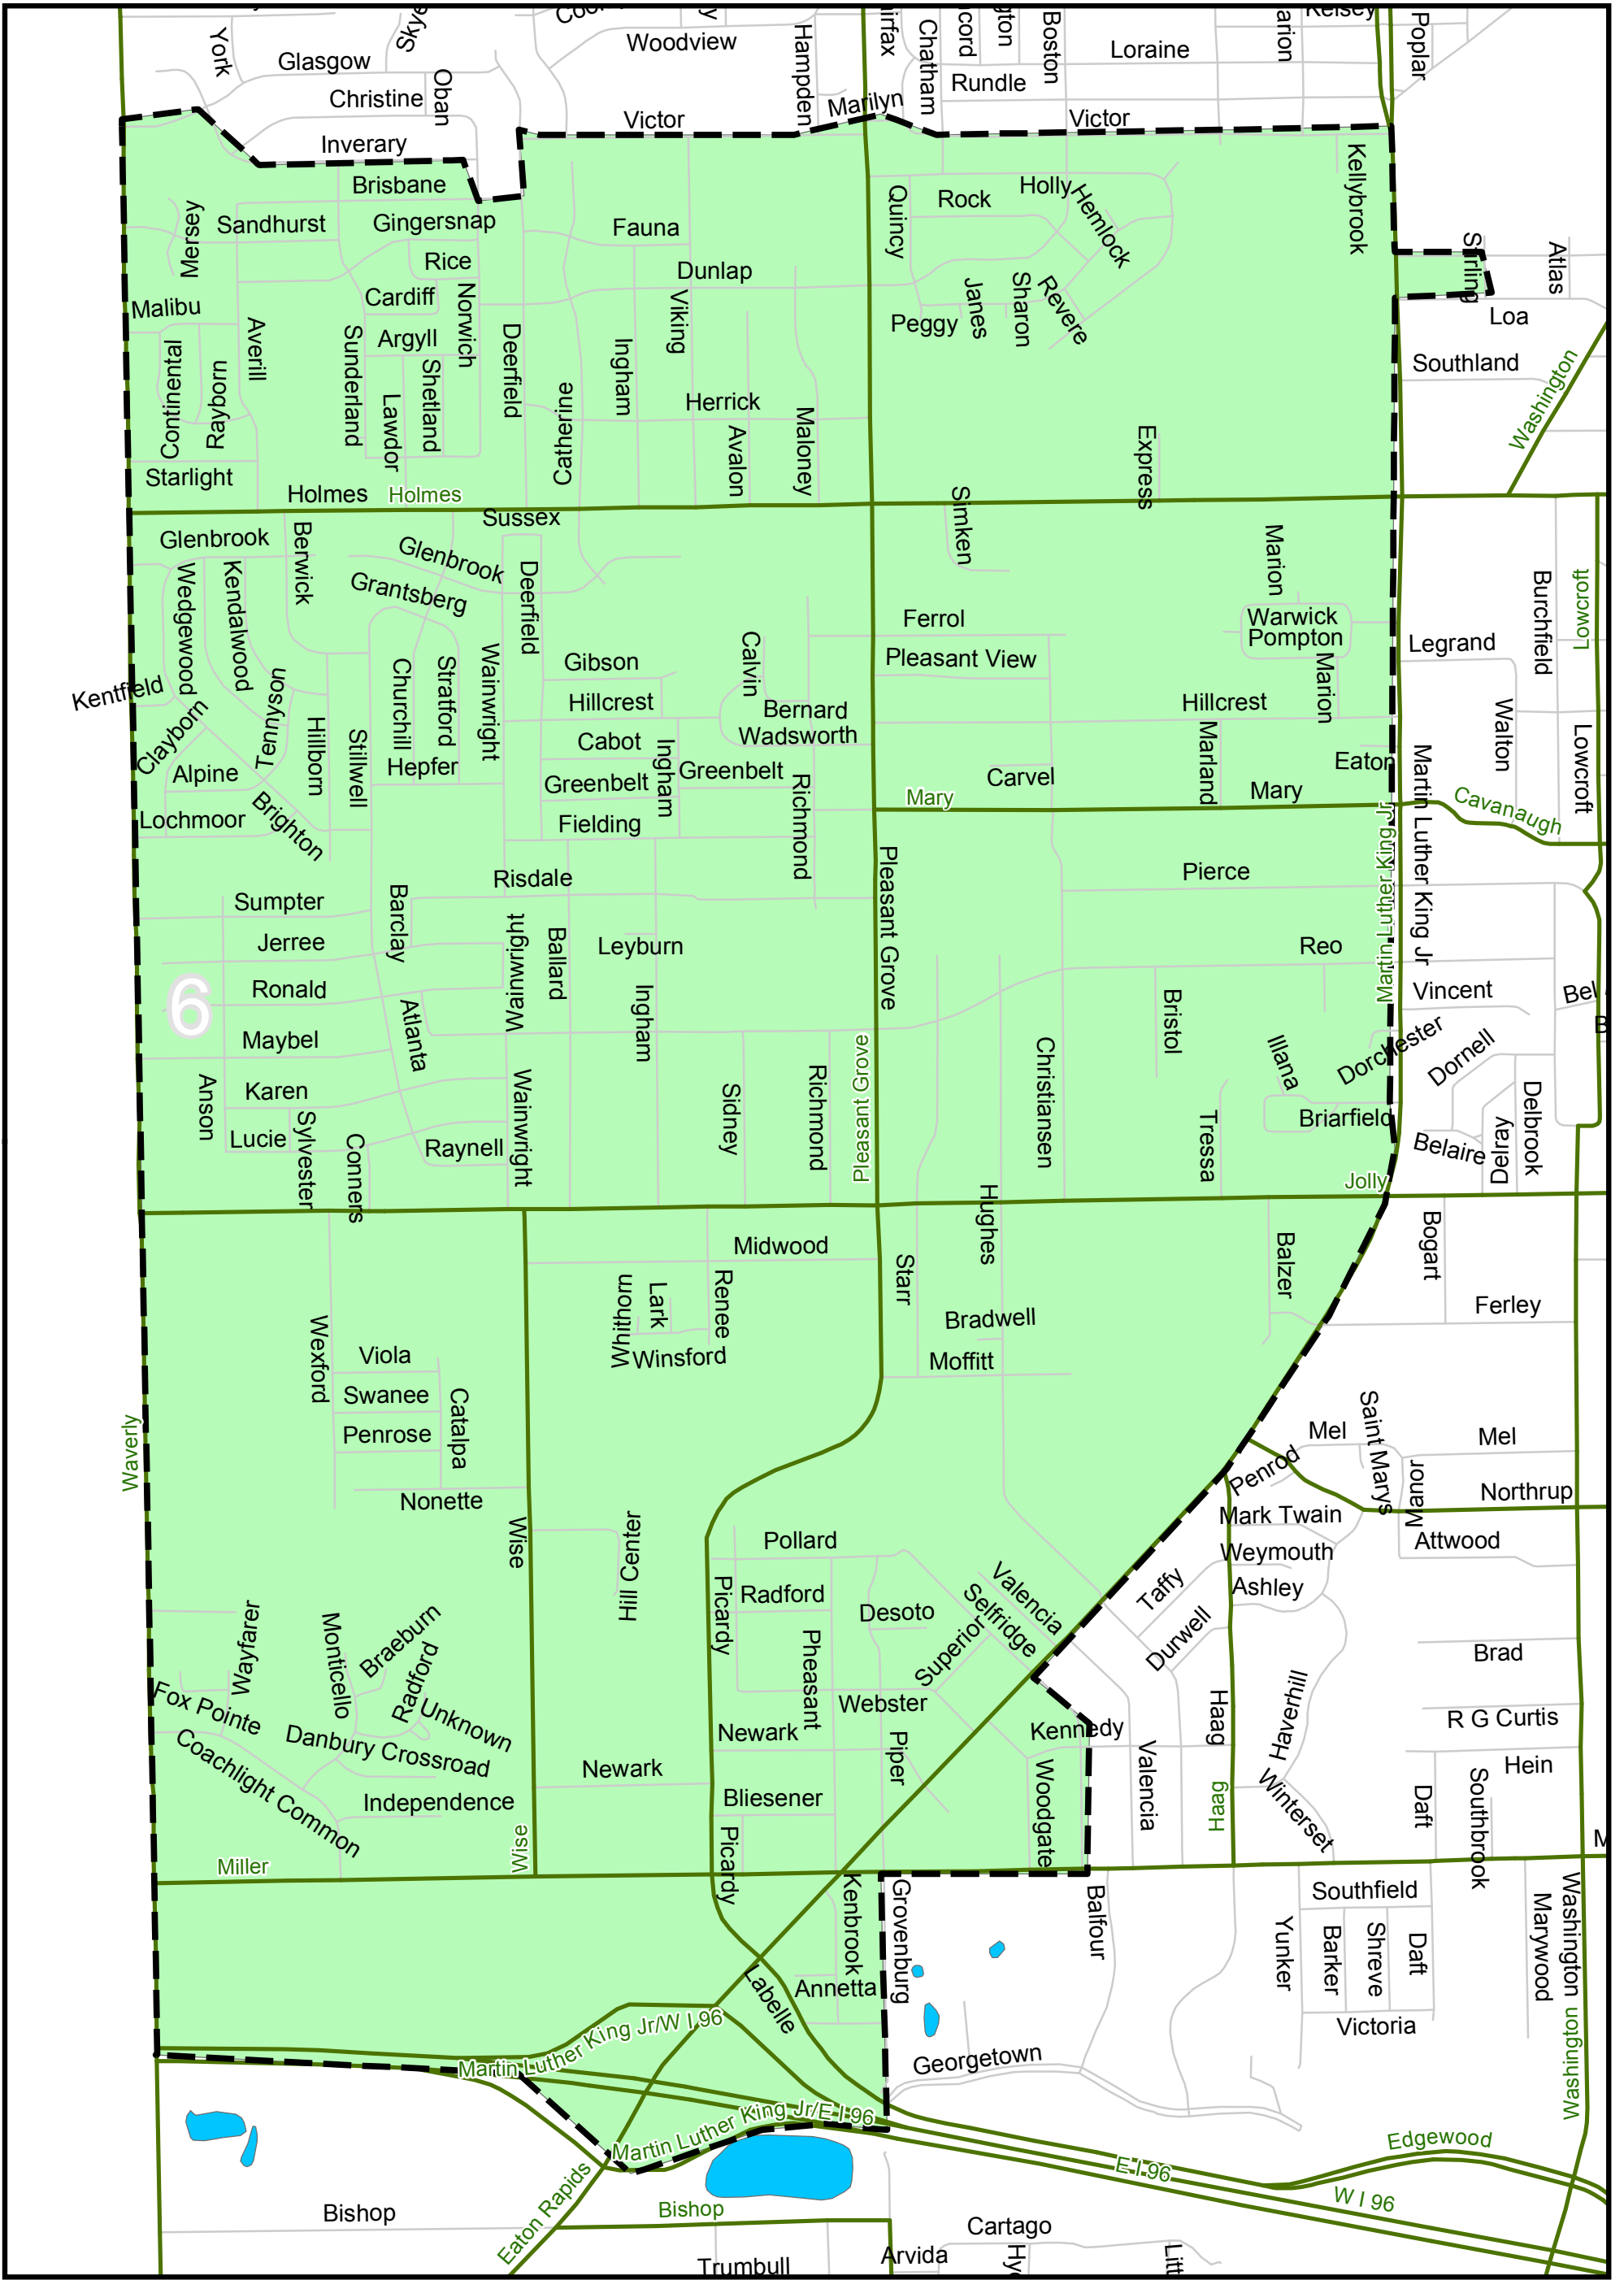 York
Glasgow
Skye
Woodview
Hampden
Chatham
Boston
Loraine
Rundle
Poplar
Christine
Oban
Victor
Marilyn
Victor
Inverary
Brisbane
Mersey
Sandhurst
Gingersnap
Fauna
Quincy
Rock
Holly
Hemlock
Kellybrook
Stirling
Atlas
Rice
Dunlap
Malibu
Cardiff
Norwich
Viking
Peggy
Janes
Sharon
Revere
Loa
Averill
Sunderland
Argyll
Deerfield
Ingham
Southland
Washington
Continental
Rayborn
Lawdor
Shetland
Catherine
Herrick
Avalon
Maloney
Express
Starlight
Holmes
Holmes
Sussex
Simken
Glenbrook
Berwick
Glenbrook
Grantsberg
Deerfield
Marion
Burchfield
Lowcroft
Wedgewood
Kendalwood
Tennyson
Ferrol
Warwick
Pompton
Legrand
Kentfield
Clayborn
Hillborn
Stillwell
Churchill
Stratford
Wainwright
Gibson
Calvin
Pleasant View
Marion
Hillcrest
Bernard
Wadsworth
Hillcrest
Marland
Walton
Lowcroft
Cabot
Ingham
Alpine
Hepfer
Greenbelt
Greenbelt
Richmond
Carvel
Eaton
Mary
Mary
Martin Luther King Jr
Martin Luther King Jr
Cavanaugh
Lochmoor
Brighton
Fielding
Pleasant Grove
Pierce
Risdale
Sumpter
Barclay
Wainwright
Ballard
Jerree
Leyburn
Reo
6
Ronald
Atlanta
Ingham
Bristol
Vincent
Bel
Maybel
Pleasant Grove
Christiansen
Illana
Dorchester
Dornell
Anson
Karen
Wainwright
Sidney
Richmond
Tressa
Briarfield
Delbrook
Delray
Lucie
Sylvester
Conners
Raynell
Belaire
Jolly
Hughes
Midwood
Starr
Balzer
Bogart
Whithorn
Lark
Renee
Wexford
Bradwell
Ferley
Viola
Winsford
Moffitt
Swanee
Catalpa
Waverly
Penrose
Mel
Saint Marys
Mel
Penrod
Manor
Nonette
Northrup
Wise
Hill Center
Pollard
Mark Twain
Attwood
Weymouth
Picardy
Radford
Valencia
Selfridge
Taffy
Ashley
Desoto
Superior
Durwell
Wayfarer
Monticello
Braeburn
Radford
Pheasant
Brad
Fox Pointe
Unknown
Webster
Haag
Haverhill
Danbury Crossroad
Newark
Piper
Kennedy
R G Curtis
Coachlight Common
Newark
Woodgate
Valencia
Hein
Independence
Bliesener
Haag
Winterset
Daft
Southbrook
Miller
Wise
Picardy
Kenbrook
Grovenburg
Balfour
Southfield
Washington
Yunker
Barker
Shreve
Daft
Marywood
Labelle
Annetta
Martin Luther King Jr/W I 96
Victoria
Georgetown
Washington
Martin Luther King Jr/E I 96
Edgewood
E I 96
W I 96
Bishop
Eaton Rapids
Bishop
Cartago
Trumbull
Arvida